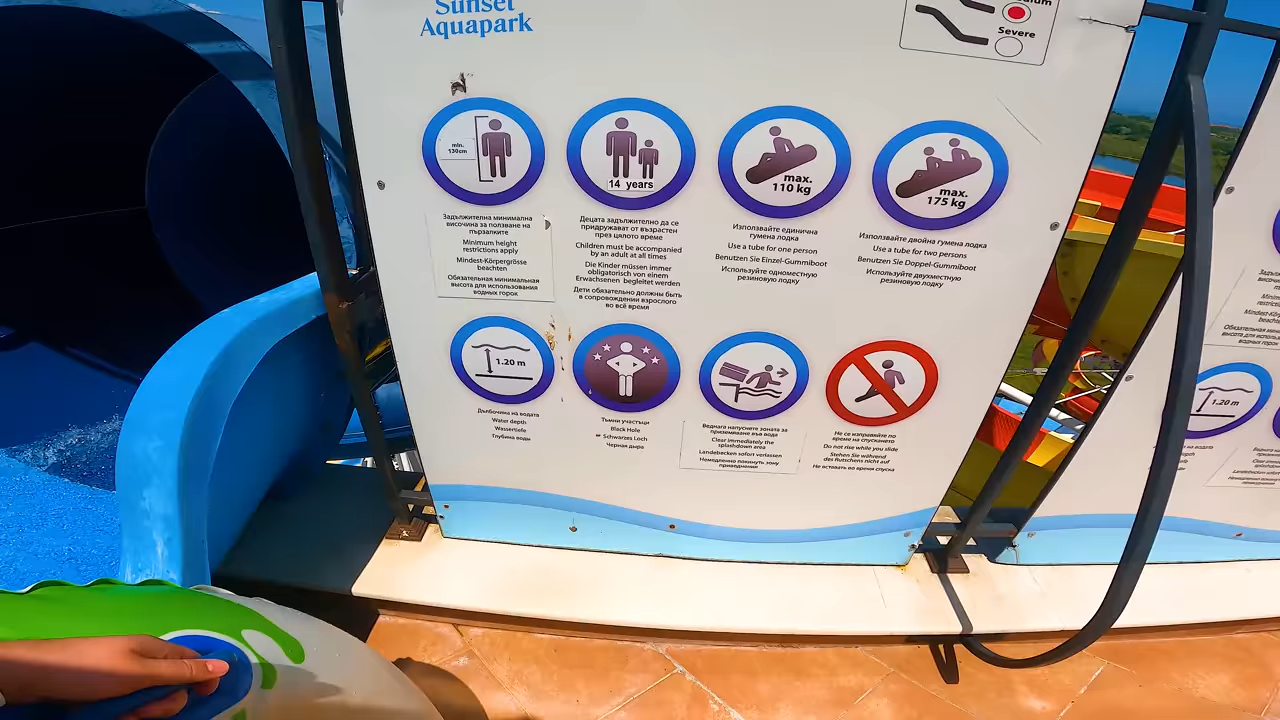 Sunset
Aquapark
Severe
min.
130cm
14 years
max.
110 kg
max.
175 kg
Задължителна минимална
височина за ползване на
пързалките
Minimum height
restrictions apply
Mindest-Körpergrösse
beachten
Обязательная минимальная
высота для использования
водных горок
Децата задължително да се
придружават от възрастен
през цялото време
Children must be accompanied
by an adult at all times
Die Kinder müssen immer
obligatorisch von einem
Erwachsenen begleitet werden
Дети обязательно должны быть
в сопровождении взрослого
во всё время
Използвайте единична
гумена лодка
Use a tube for one person
Benutzen Sie Einzel-Gummiboot
Используйте одноместную
резиновую лодку
Използвайте двойна гумена лодка
Use a tube for two persons
Benutzen Sie Doppel-Gummiboot
Используйте двухместную
резиновую лодку
1.20 m
Дълбочина на водата
Water depth
Wassertiefe
Глубина воды
Тъмни участъци
Black Hole
Schwarzes Loch
Черная дыра
Веднага напуснете зоната за
приземяване във вода
Clear immediately the
splashdown area
Landebecken sofort verlassen
Немедленно покинуть зону
приводнения
Не се изправяйте по
време на спускането
Do not rise while you slide
Stehen Sie während
des Rutschens nicht auf
Не вставать во время спуска
1.20 m